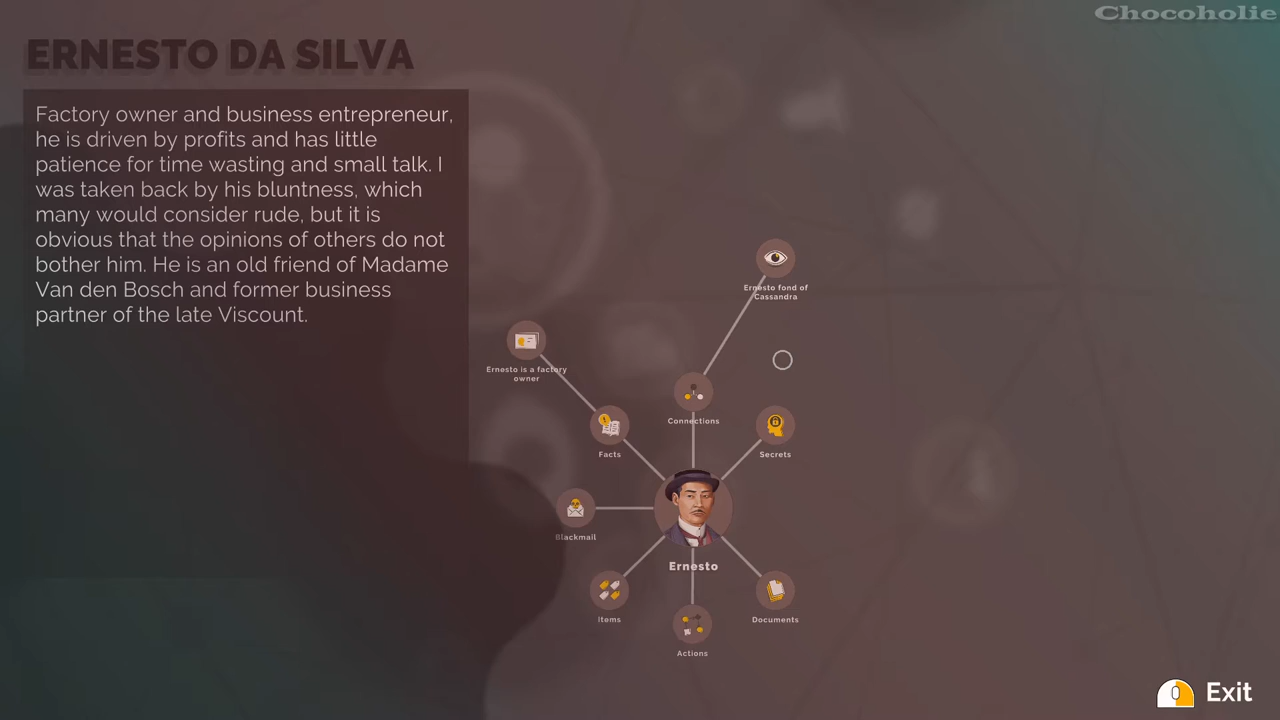 Chocoholic
ERNESTO DA SILVA
Factory owner and business entrepreneur,
he is driven by profits and has little
patience for time wasting and small talk. I
was taken back by his bluntness, which
many would consider rude, but it is
obvious that the opinions of others do not
bother him. He is an old friend of Madame
Van den Bosch and former business
partner of the late Viscount.
Ernesto fond of
Cassandra
Ernesto is a factory
owner
Connections
Facts
Secrets
Blackmail
Ernesto
Items
Documents
Actions
Exit